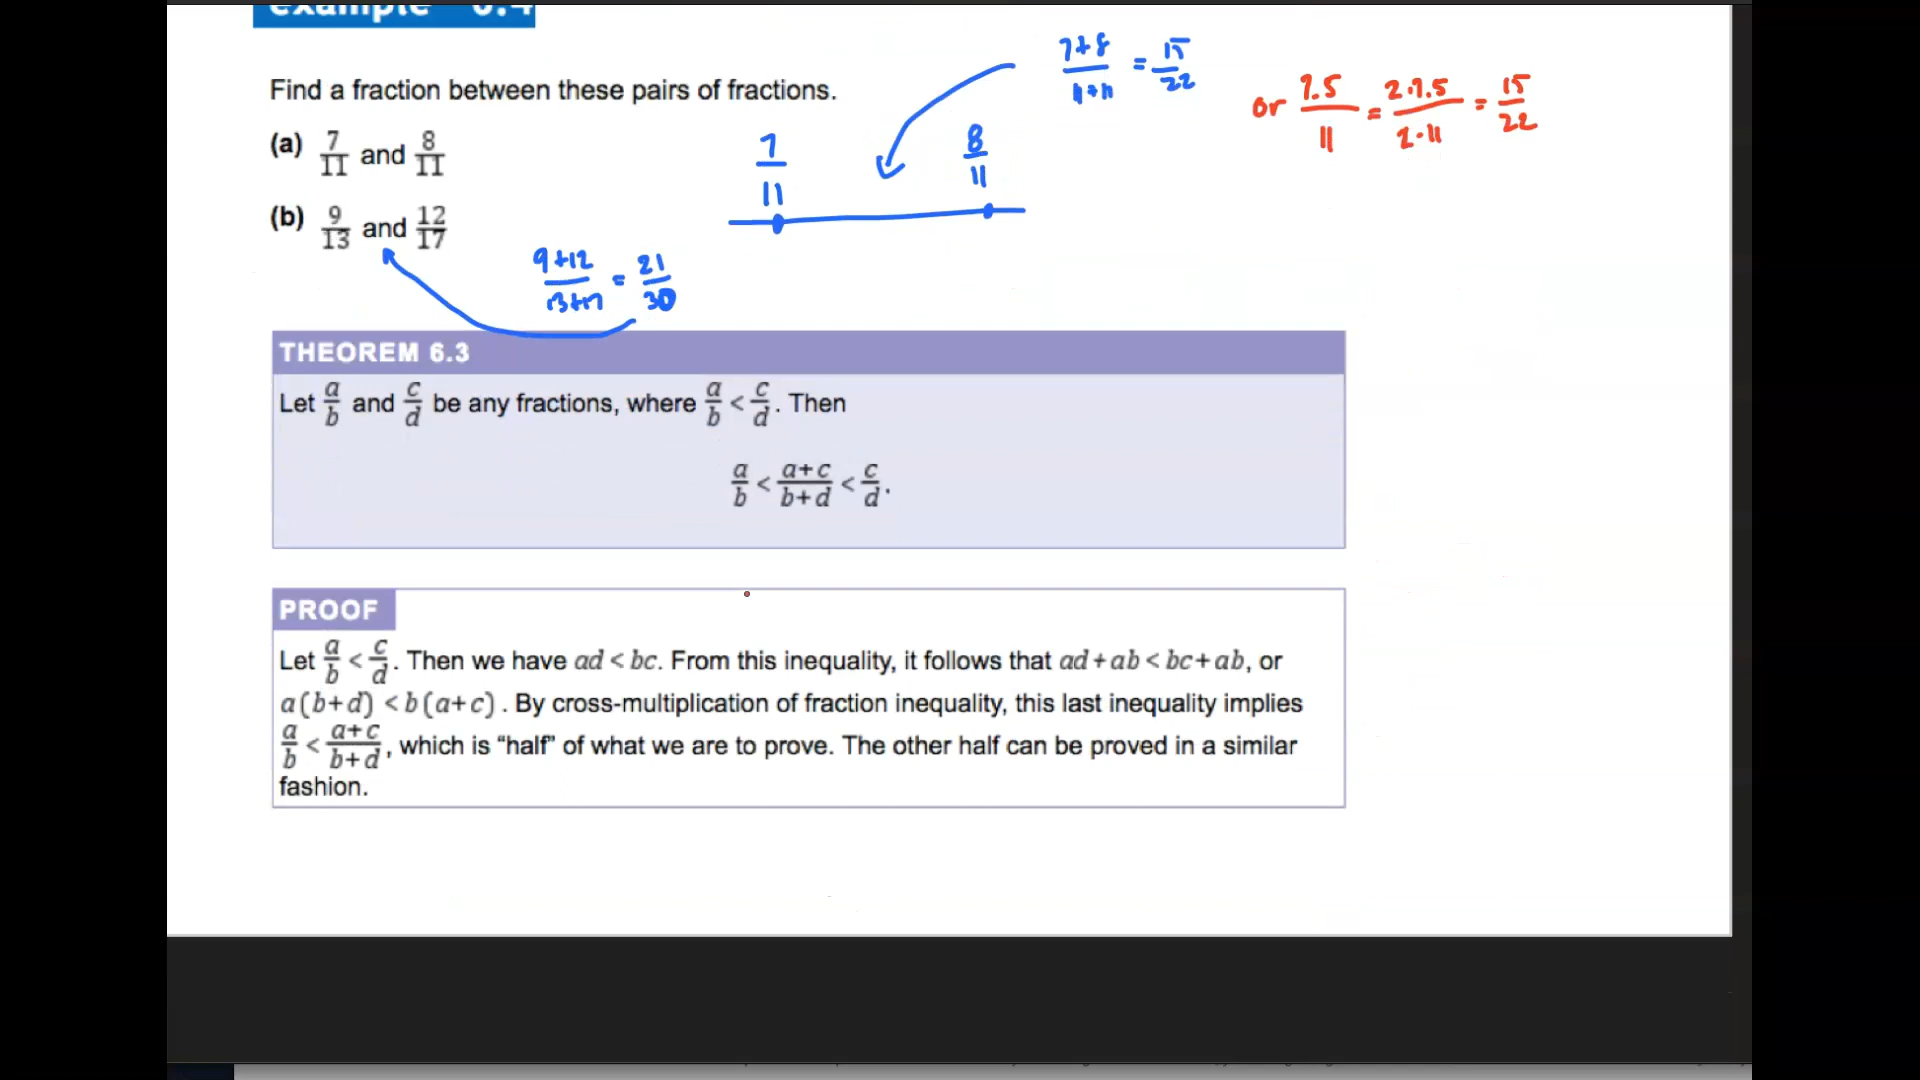 example 6.4
Find a fraction between these pairs of fractions.
(a) 7/11 and 8/11
(b) 9/13 and 12/17
7/11
8/11
(7+8)/(11+11) = 15/22
or 7.5/11 = (2·7.5)/(2·11) = 15/22
(9+12)/(13+17) = 21/30
THEOREM 6.3
Let a/b and c/d be any fractions, where a/b < c/d. Then
a/b < (a+c)/(b+d) < c/d.
PROOF
Let a/b < c/d. Then we have ad < bc. From this inequality, it follows that ad + ab < bc + ab, or
a(b+d) < b(a+c). By cross-multiplication of fraction inequality, this last inequality implies
a/b < (a+c)/(b+d), which is “half” of what we are to prove. The other half can be proved in a similar
fashion.